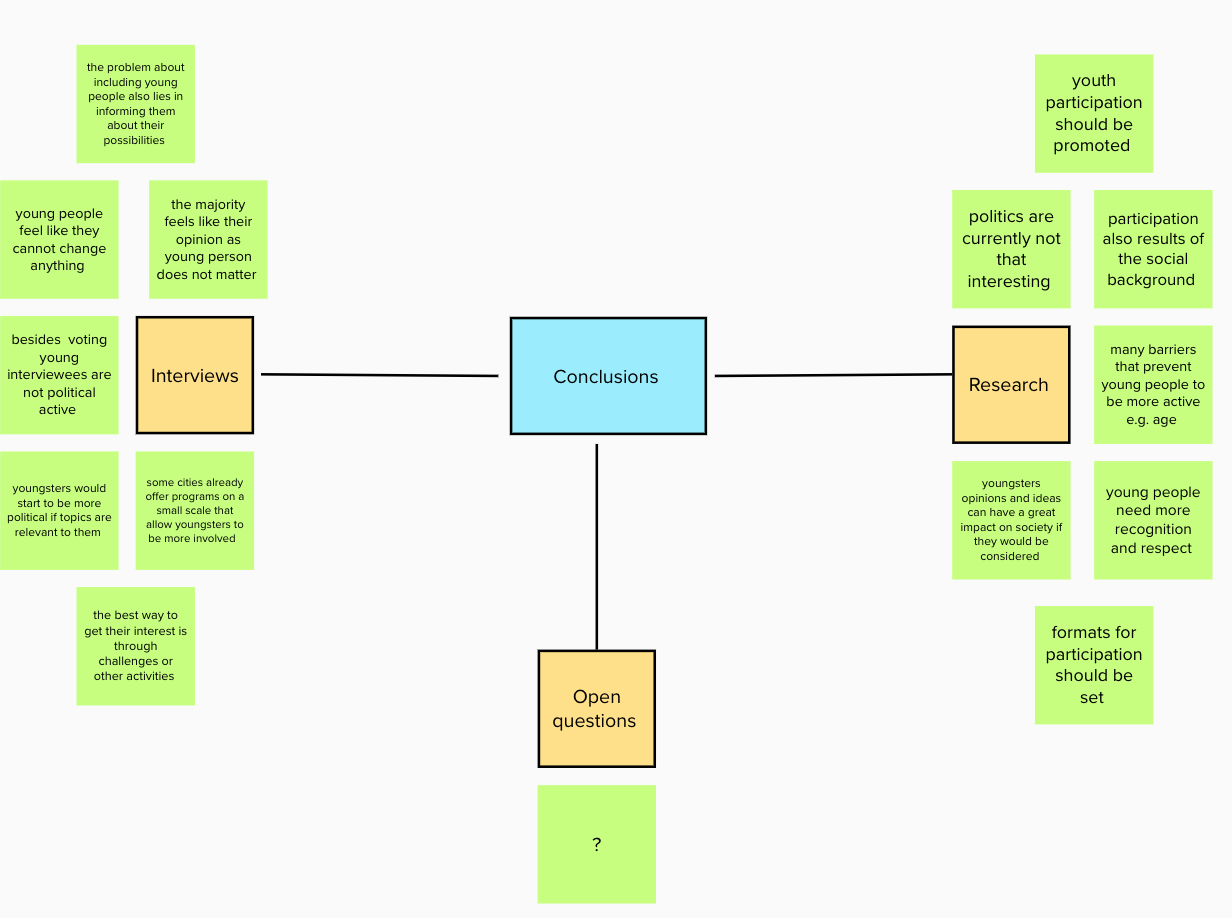 the problem about
including young
people also lies in
informing them
about their
possibilities
young people
feel like they
cannot change
anything
the majority
feels like their
opinion as
young person
does not matter
besides voting
young
interviewees are
not political
active
Interviews
youngsters would
start to be more
political if topics are
relevant to them
some cities already
offer programs on a
small scale that
allow youngsters to
be more involved
the best way to
get their interest is
through
challenges or
other activities
Conclusions
Open
questions
?
youth
participation
should be
promoted
politics are
currently not
that
interesting
participation
also results of
the social
background
Research
many barriers
that prevent
young people to
be more active
e.g. age
youngsters
opinions and ideas
can have a great
impact on society if
they would be
considered
young people
need more
recognition
and respect
formats for
participation
should be
set